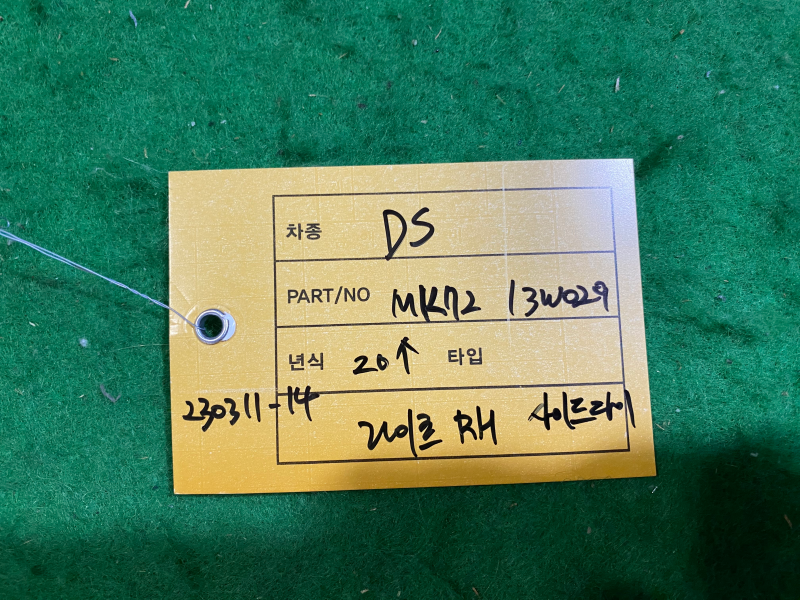 차종 DS
PART/NO MK72 13W029
년식 20↑ 타입
230311-14
라이트 RH 사이드다이